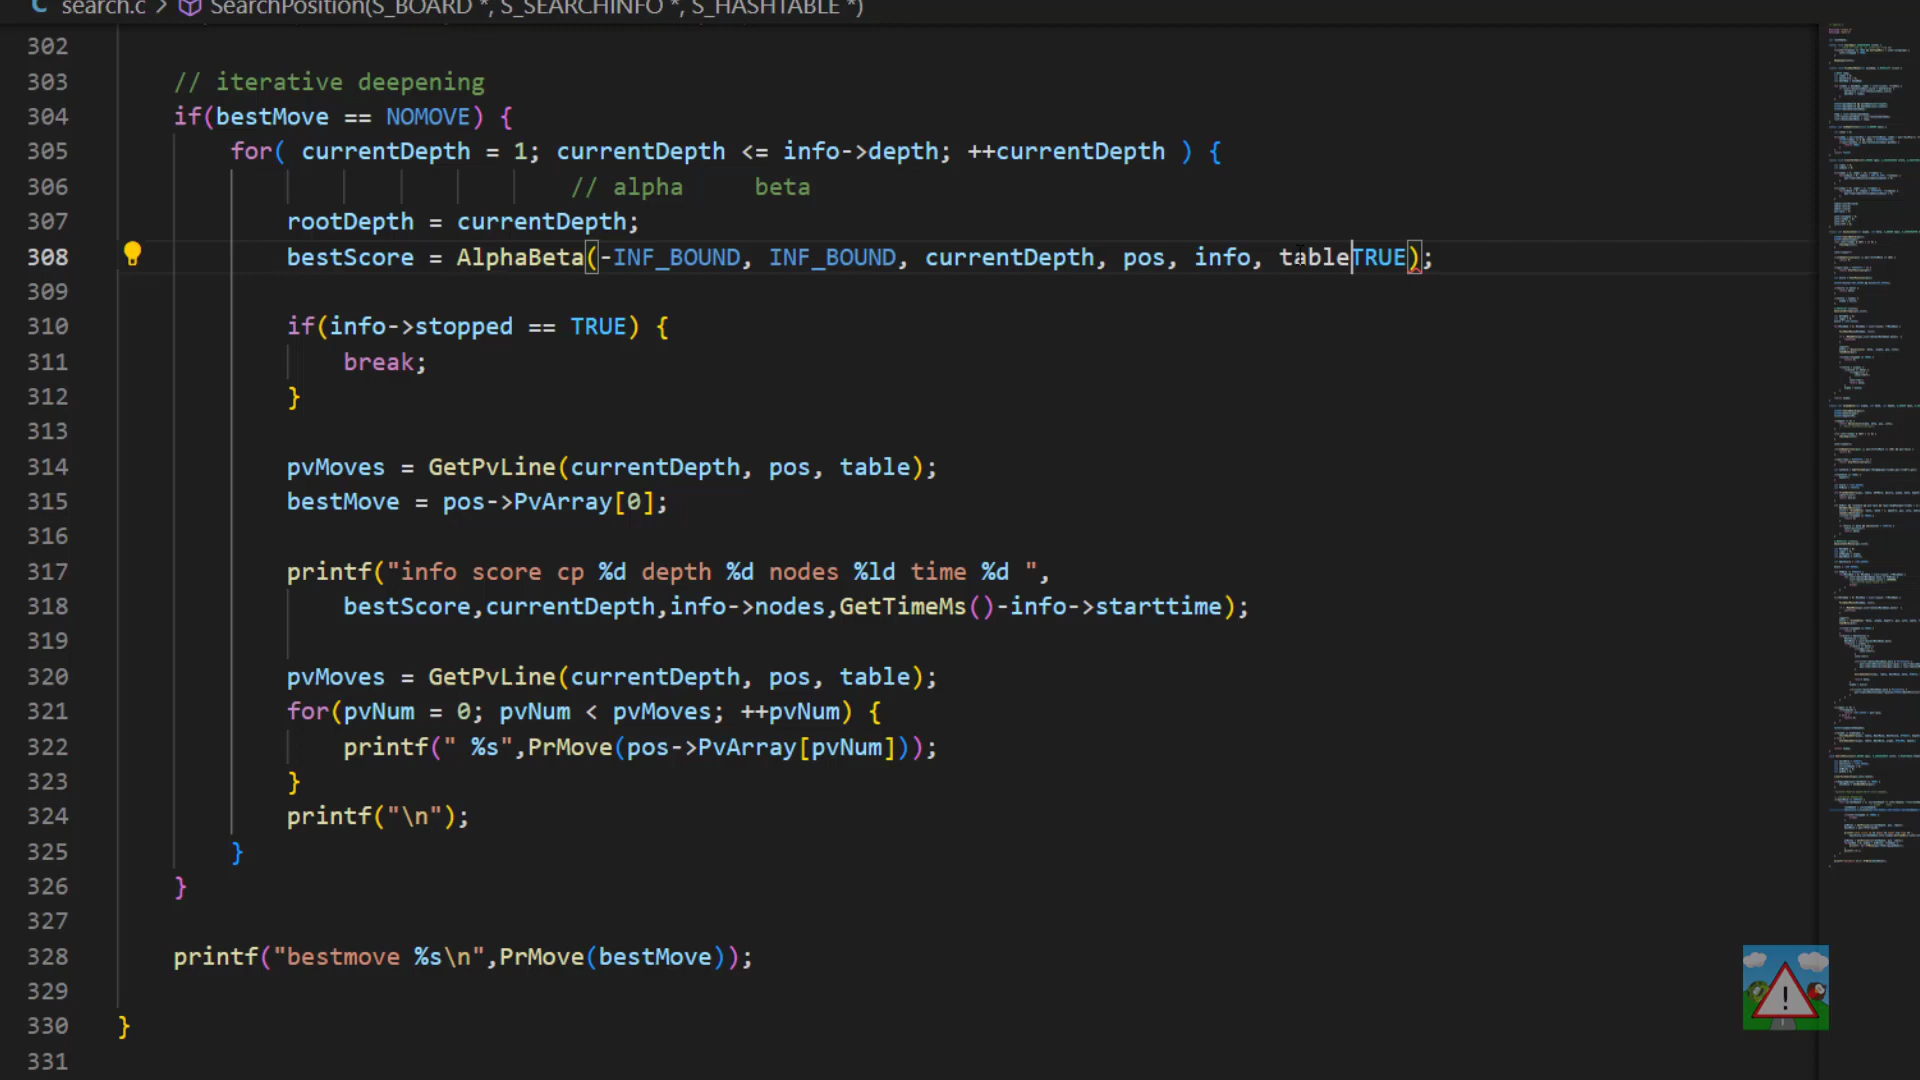 search.c > SearchPosition(S_BOARD *, S_SEARCHINFO *, S_HASHTABLE *)
302
303 // iterative deepening
304 if(bestMove == NOMOVE) {
305 for( currentDepth = 1; currentDepth <= info->depth; ++currentDepth ) {
306 // alpha beta
307 rootDepth = currentDepth;
308 bestScore = AlphaBeta(-INF_BOUND, INF_BOUND, currentDepth, pos, info, tableTRUE);
309
310 if(info->stopped == TRUE) {
311 break;
312 }
313
314 pvMoves = GetPvLine(currentDepth, pos, table);
315 bestMove = pos->PvArray[0];
316
317 printf("info score cp %d depth %d nodes %ld time %d ",
318 bestScore,currentDepth,info->nodes,GetTimeMs()-info->starttime);
319
320 pvMoves = GetPvLine(currentDepth, pos, table);
321 for(pvNum = 0; pvNum < pvMoves; ++pvNum) {
322 printf(" %s",PrMove(pos->PvArray[pvNum]));
323 }
324 printf("\n");
325 }
326 }
327
328 printf("bestmove %s\n",PrMove(bestMove));
329
330 }
331